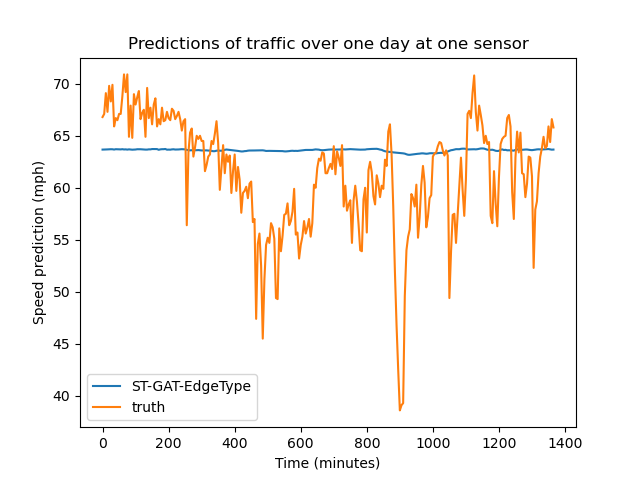 Predictions of traffic over one day at one sensor
70
65
60
55
50
45
40
Speed prediction (mph)
ST-GAT-EdgeType
truth
0 200 400 600 800 1000 1200 1400
Time (minutes)